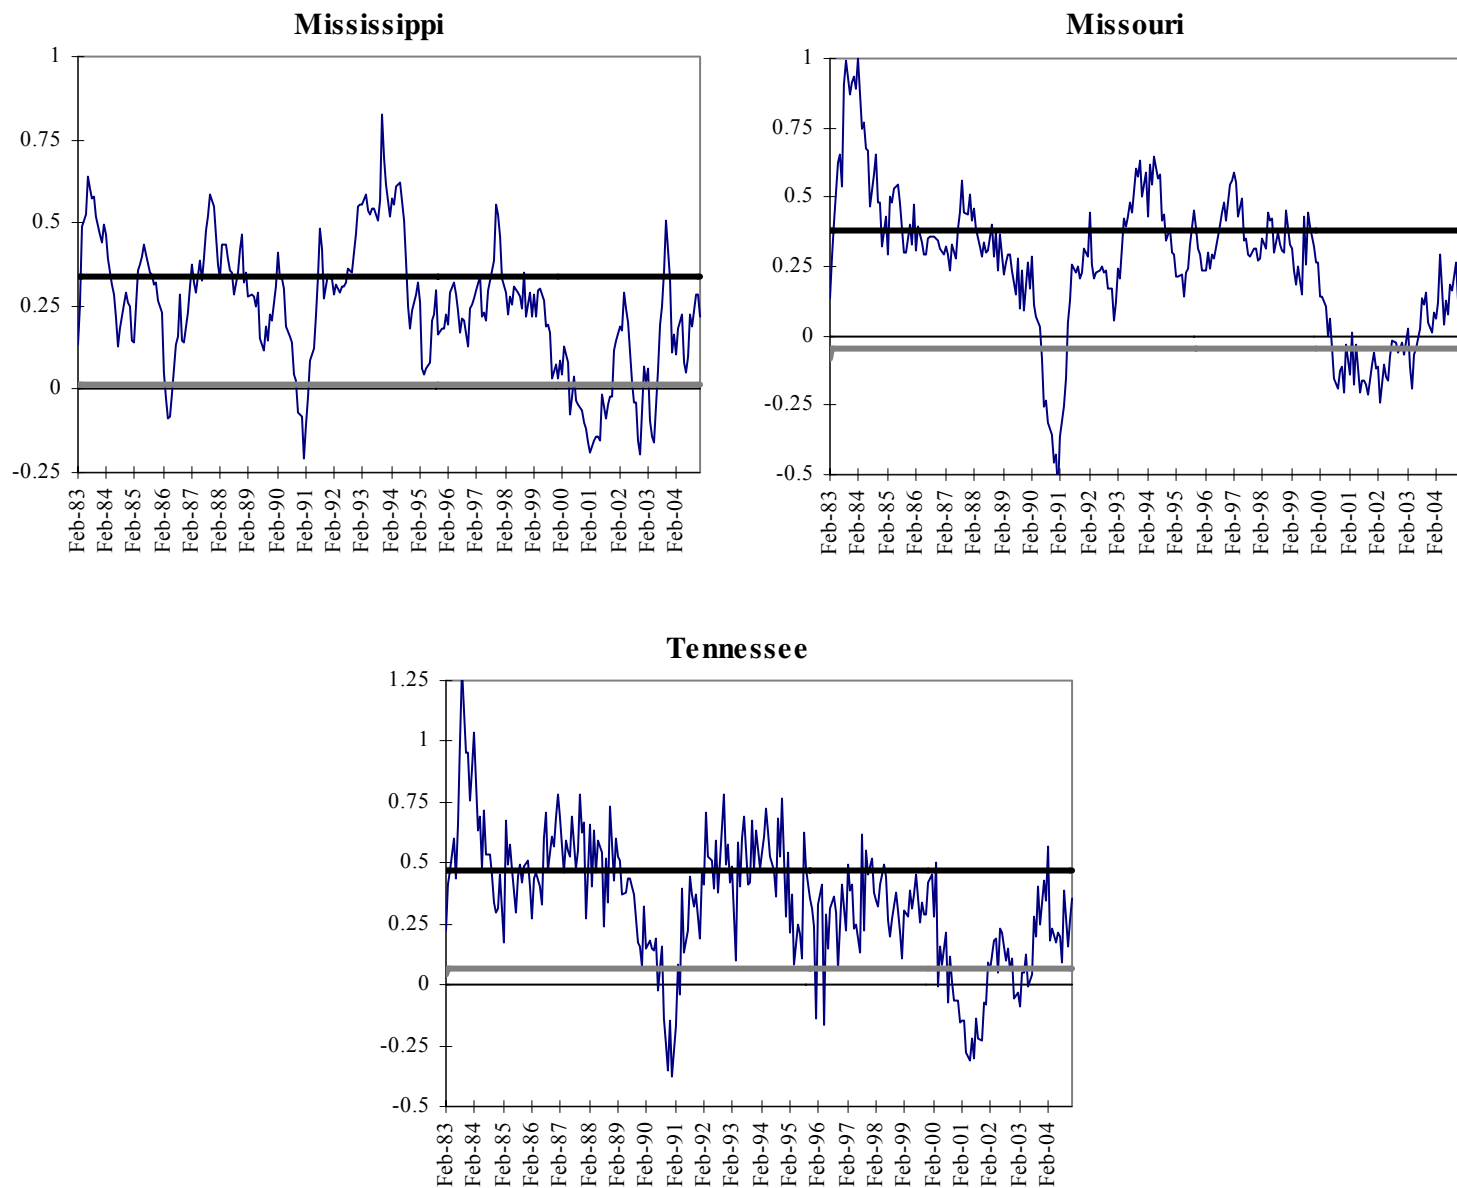 Mississippi
1
0.75
0.5
0.25
0
-0.25
Feb-83
Feb-84
Feb-85
Feb-86
Feb-87
Feb-88
Feb-89
Feb-90
Feb-91
Feb-92
Feb-93
Feb-94
Feb-95
Feb-96
Feb-97
Feb-98
Feb-99
Feb-00
Feb-01
Feb-02
Feb-03
Feb-04
Missouri
1
0.75
0.5
0.25
0
-0.25
-0.5
Feb-83
Feb-84
Feb-85
Feb-86
Feb-87
Feb-88
Feb-89
Feb-90
Feb-91
Feb-92
Feb-93
Feb-94
Feb-95
Feb-96
Feb-97
Feb-98
Feb-99
Feb-00
Feb-01
Feb-02
Feb-03
Feb-04
Tennessee
1.25
1
0.75
0.5
0.25
0
-0.25
-0.5
Feb-83
Feb-84
Feb-85
Feb-86
Feb-87
Feb-88
Feb-89
Feb-90
Feb-91
Feb-92
Feb-93
Feb-94
Feb-95
Feb-96
Feb-97
Feb-98
Feb-99
Feb-00
Feb-01
Feb-02
Feb-03
Feb-04